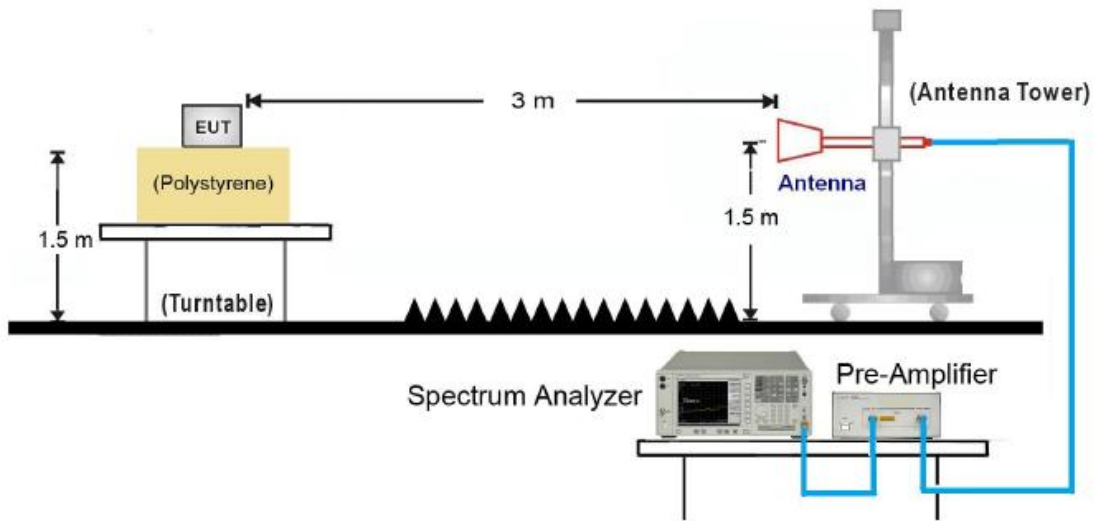 3 m
(Antenna Tower)
EUT
(Polystyrene)
Antenna
1.5 m
1.5 m
(Turntable)
Spectrum Analyzer
Pre-Amplifier